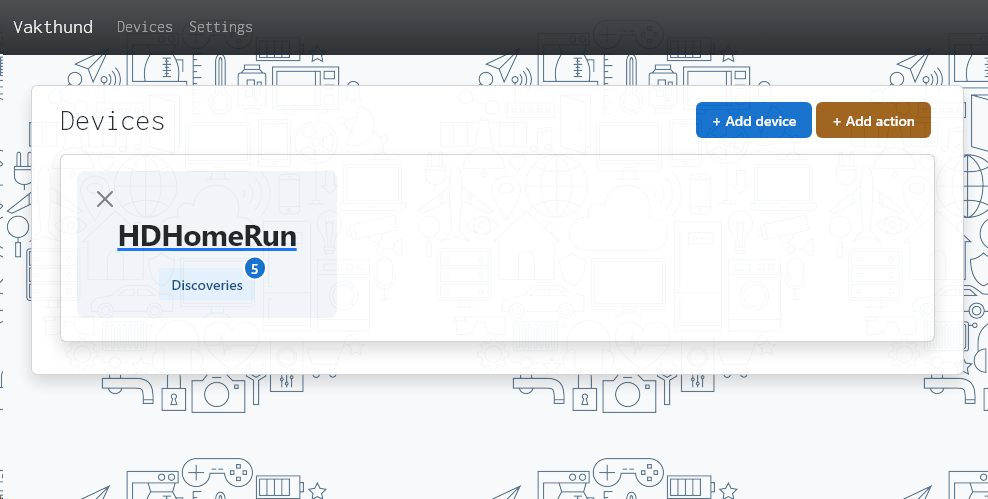 Vakthund Devices Settings
Devices
+ Add device + Add action
HDHomeRun
5
Discoveries